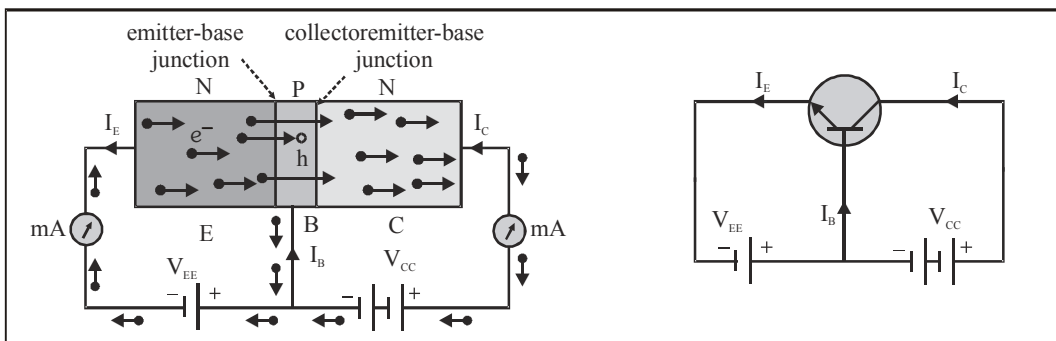 emitter-base
junction
collectoremitter-base
junction
N P N
I_E
e⁻
h
I_C
mA
E B C
mA
I_B
V_EE
− +
V_CC
- +
I_E I_C
I_B
V_EE
- +
V_CC
- +